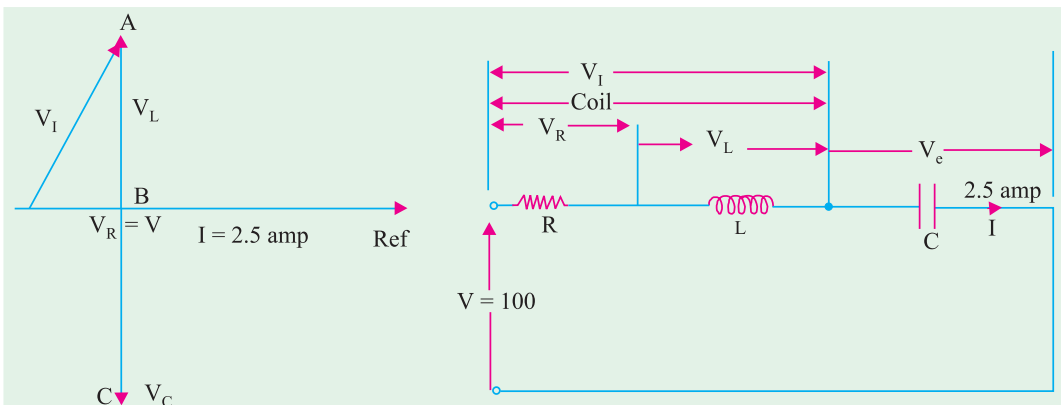 A
V_I
V_L
B
V_R = V
I = 2.5 amp
Ref
C
V_C
V_I
Coil
V_R
V_L
V_e
2.5 amp
R
L
C
I
V = 100